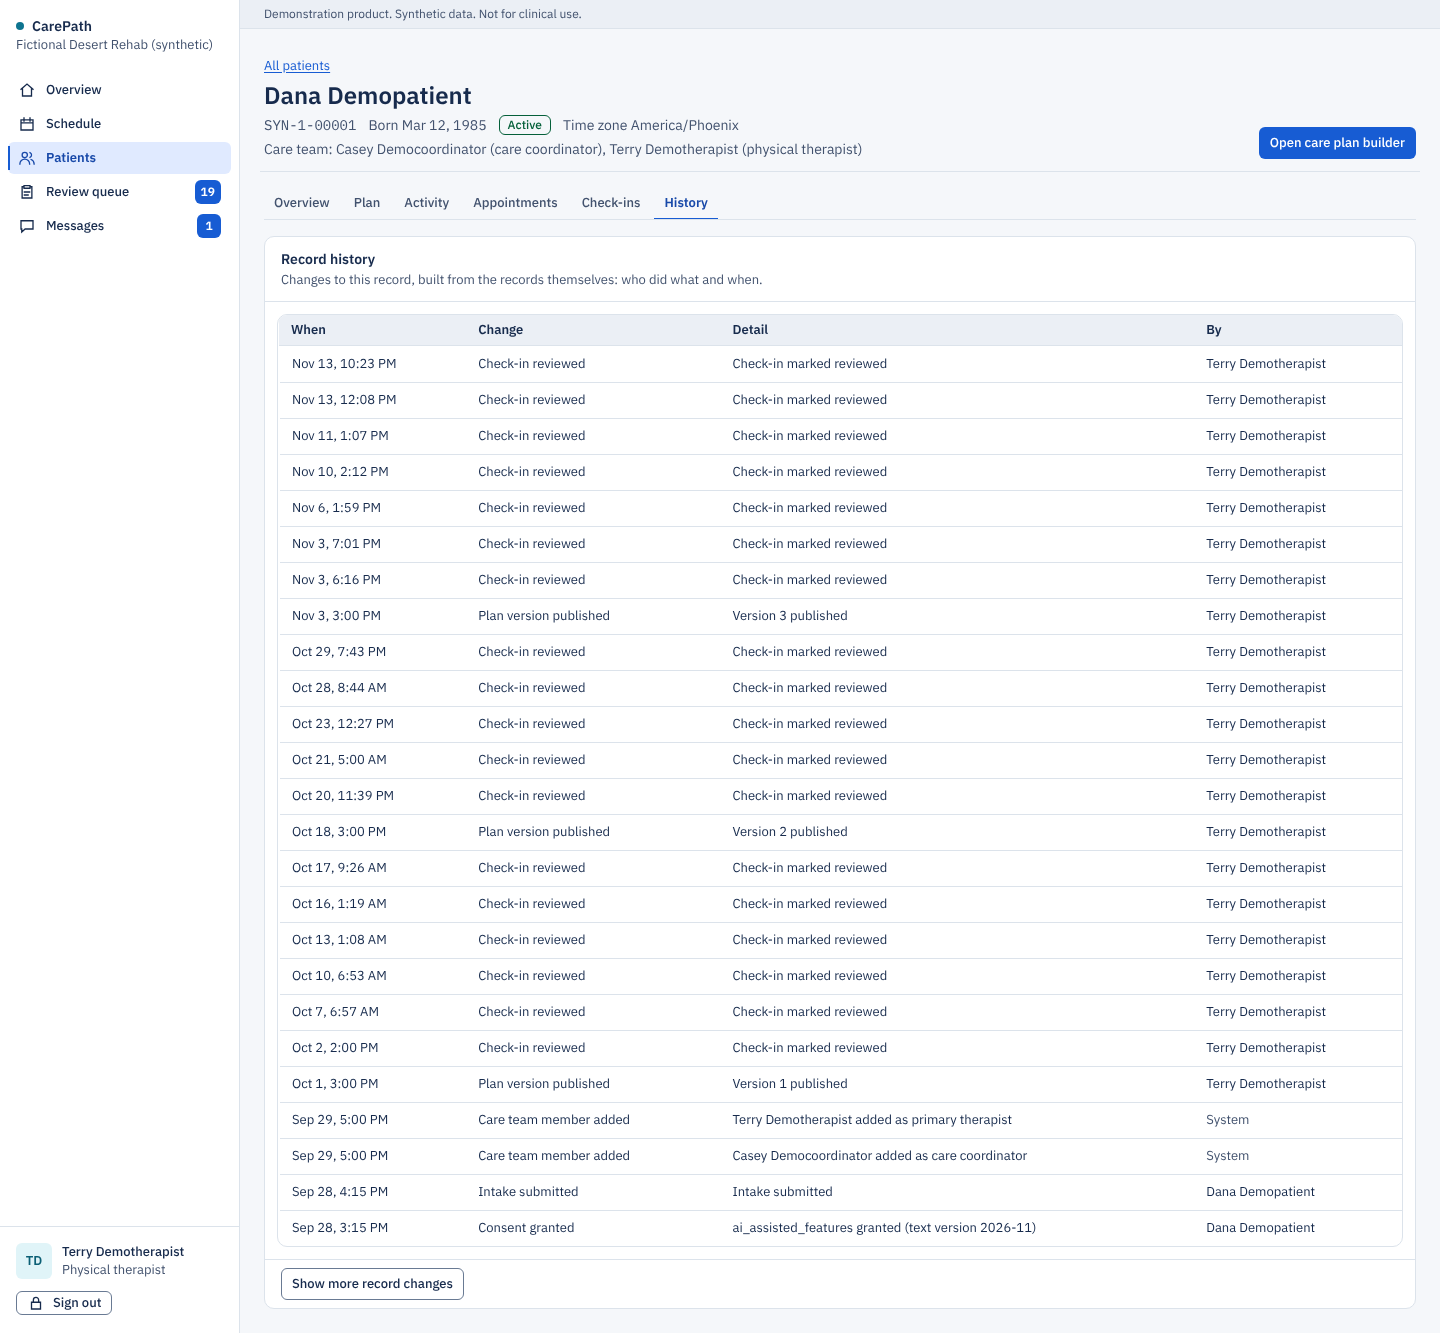 CarePath
Fictional Desert Rehab (synthetic)
Overview
Schedule
Patients
Review queue 19
Messages 1
TD
Terry Demotherapist
Physical therapist
Sign out
Demonstration product. Synthetic data. Not for clinical use.
All patients
Dana Demopatient
SYN-1-00001 Born Mar 12, 1985 Active Time zone America/Phoenix
Care team: Casey Democoordinator (care coordinator), Terry Demotherapist (physical therapist)
Open care plan builder
Overview Plan Activity Appointments Check-ins History
Record history
Changes to this record, built from the records themselves: who did what and when.
When Change Detail By
Nov 13, 10:23 PM Check-in reviewed Check-in marked reviewed Terry Demotherapist
Nov 13, 12:08 PM Check-in reviewed Check-in marked reviewed Terry Demotherapist
Nov 11, 1:07 PM Check-in reviewed Check-in marked reviewed Terry Demotherapist
Nov 10, 2:12 PM Check-in reviewed Check-in marked reviewed Terry Demotherapist
Nov 6, 1:59 PM Check-in reviewed Check-in marked reviewed Terry Demotherapist
Nov 3, 7:01 PM Check-in reviewed Check-in marked reviewed Terry Demotherapist
Nov 3, 6:16 PM Check-in reviewed Check-in marked reviewed Terry Demotherapist
Nov 3, 3:00 PM Plan version published Version 3 published Terry Demotherapist
Oct 29, 7:43 PM Check-in reviewed Check-in marked reviewed Terry Demotherapist
Oct 28, 8:44 AM Check-in reviewed Check-in marked reviewed Terry Demotherapist
Oct 23, 12:27 PM Check-in reviewed Check-in marked reviewed Terry Demotherapist
Oct 21, 5:00 AM Check-in reviewed Check-in marked reviewed Terry Demotherapist
Oct 20, 11:39 PM Check-in reviewed Check-in marked reviewed Terry Demotherapist
Oct 18, 3:00 PM Plan version published Version 2 published Terry Demotherapist
Oct 17, 9:26 AM Check-in reviewed Check-in marked reviewed Terry Demotherapist
Oct 16, 1:19 AM Check-in reviewed Check-in marked reviewed Terry Demotherapist
Oct 13, 1:08 AM Check-in reviewed Check-in marked reviewed Terry Demotherapist
Oct 10, 6:53 AM Check-in reviewed Check-in marked reviewed Terry Demotherapist
Oct 7, 6:57 AM Check-in reviewed Check-in marked reviewed Terry Demotherapist
Oct 2, 2:00 PM Check-in reviewed Check-in marked reviewed Terry Demotherapist
Oct 1, 3:00 PM Plan version published Version 1 published Terry Demotherapist
Sep 29, 5:00 PM Care team member added Terry Demotherapist added as primary therapist System
Sep 29, 5:00 PM Care team member added Casey Democoordinator added as care coordinator System
Sep 28, 4:15 PM Intake submitted Intake submitted Dana Demopatient
Sep 28, 3:15 PM Consent granted ai_assisted_features granted (text version 2026-11) Dana Demopatient
Show more record changes